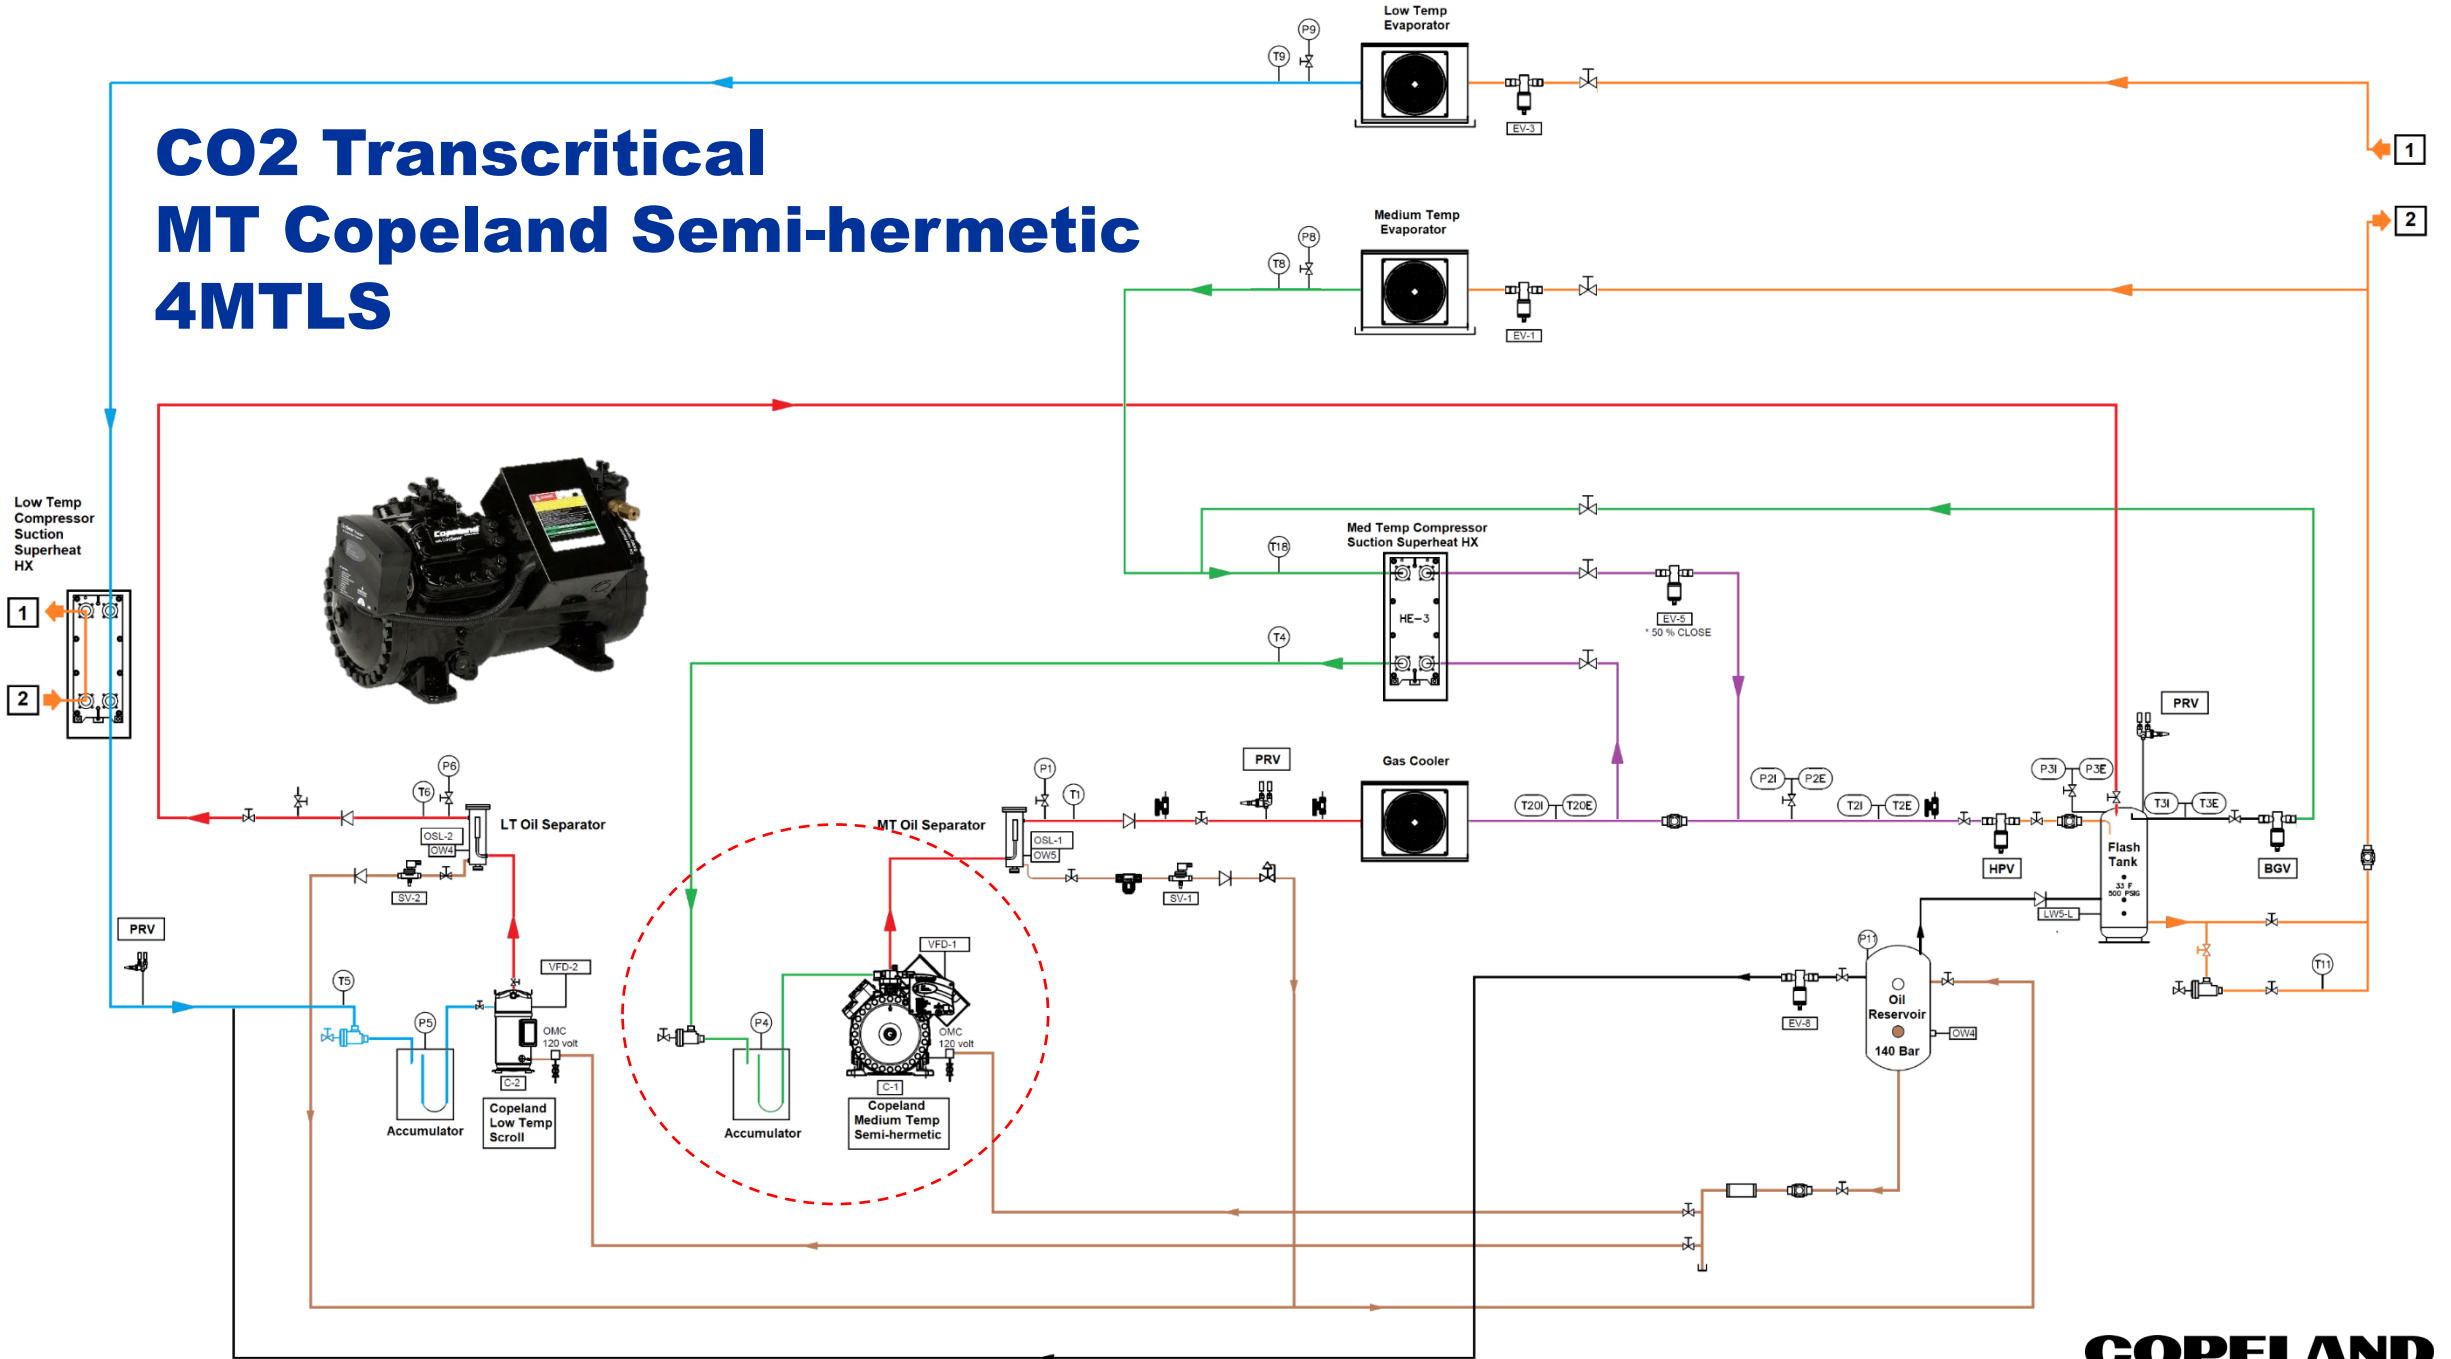 Low Temp
Evaporator
P9
T9
EV-3
1
CO2 Transcritical
MT Copeland Semi-hermetic
4MTLS
Medium Temp
Evaporator
2
P8
T8
EV-1
Low Temp
Compressor
Suction
Superheat
HX
Med Temp Compressor
Suction Superheat HX
T18
HE-3
EV-5
* 50 % CLOSE
1
T4
2
PRV
P6
T6
LT Oil Separator
OSL-2
OW4
SV-2
P1
T1
PRV
MT Oil Separator
OSL-1
OW5
SV-1
Gas Cooler
T20I
T20E
P2I
P2E
T2I
T2E
HPV
P3I
P3E
T3I
T3E
Flash
Tank
33 F
500 PSIG
BGV
LW5-L
PRV
T5
VFD-2
P5
OMC
120 volt
C-2
Copeland
Low Temp
Scroll
Accumulator
P4
VFD-1
OMC
120 volt
C-1
Copeland
Medium Temp
Semi-hermetic
Accumulator
P11
T11
Oil
Reservoir
EV-8
OW4
140 Bar
COPELAND